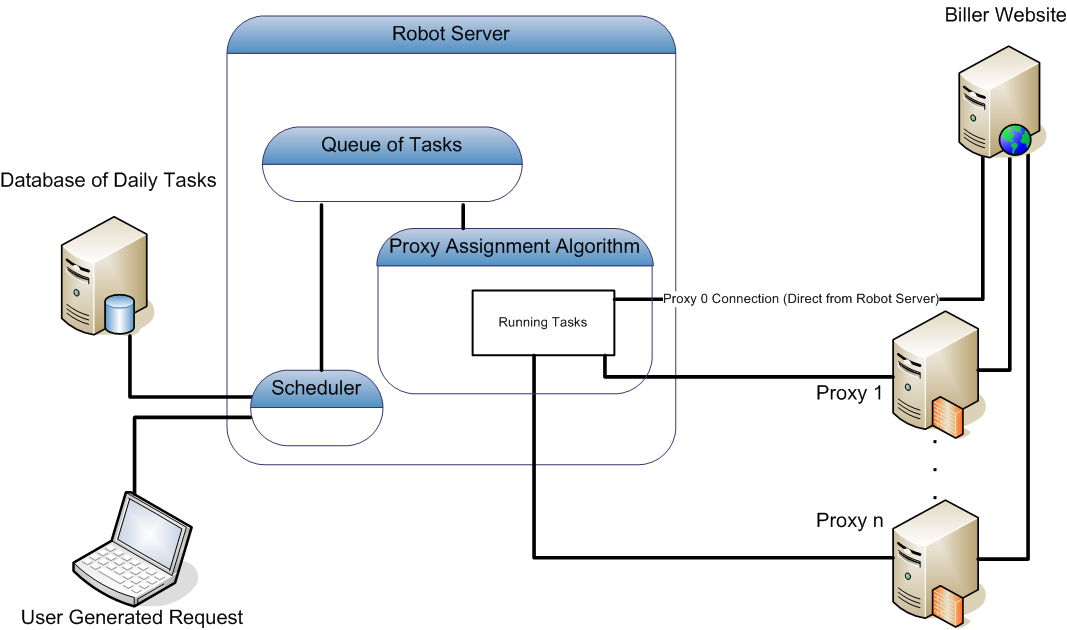 Biller Website
Robot Server
Queue of Tasks
Database of Daily Tasks
Proxy Assignment Algorithm
Proxy 0 Connection (Direct from Robot Server)
Running Tasks
Scheduler
Proxy 1
Proxy n
User Generated Request